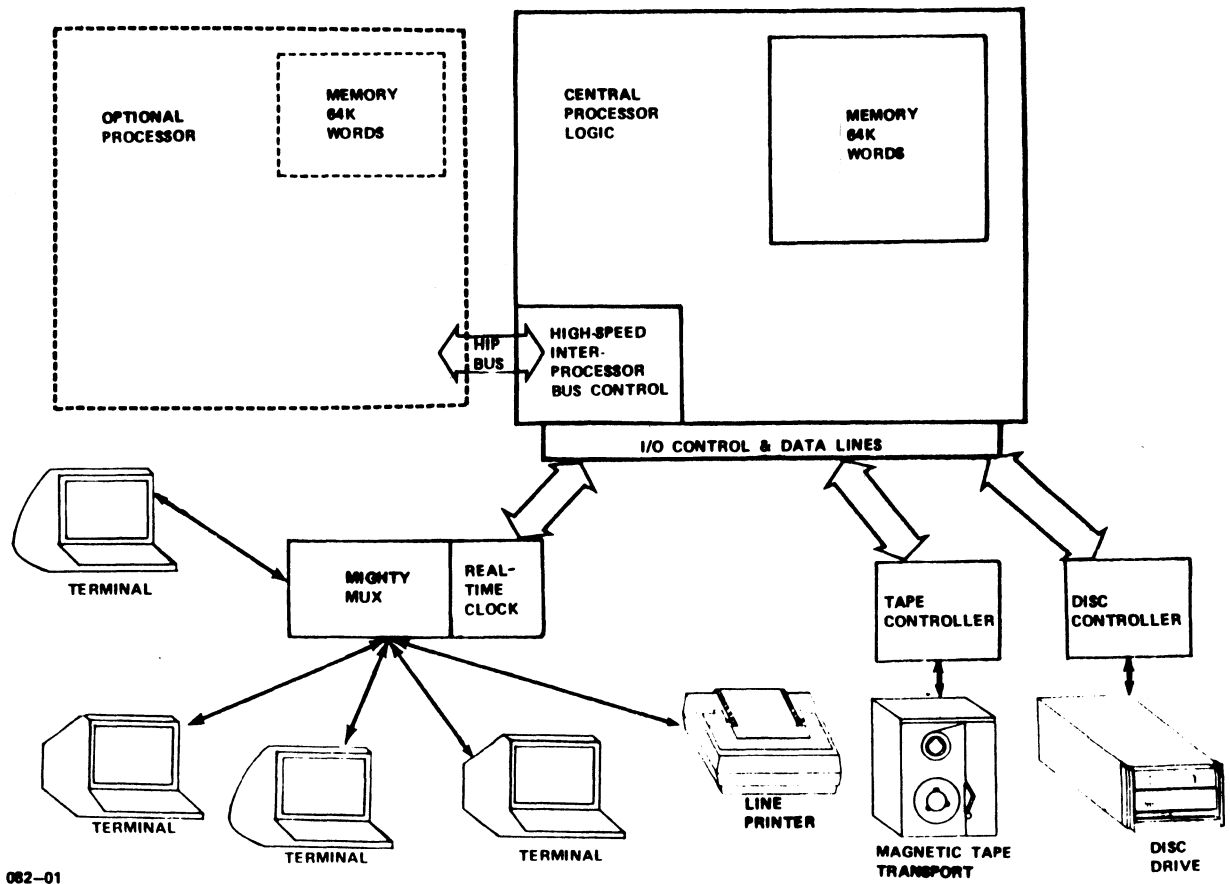 OPTIONAL
PROCESSOR
MEMORY
64K
WORDS
CENTRAL
PROCESSOR
LOGIC
MEMORY
64K
WORDS
HIP
BUS
HIGH-SPEED
INTER-
PROCESSOR
BUS CONTROL
I/O CONTROL & DATA LINES
TERMINAL
MIGHTY
MUX
REAL-
TIME
CLOCK
TAPE
CONTROLLER
DISC
CONTROLLER
TERMINAL
TERMINAL
TERMINAL
LINE
PRINTER
MAGNETIC TAPE
TRANSPORT
DISC
DRIVE
082-01